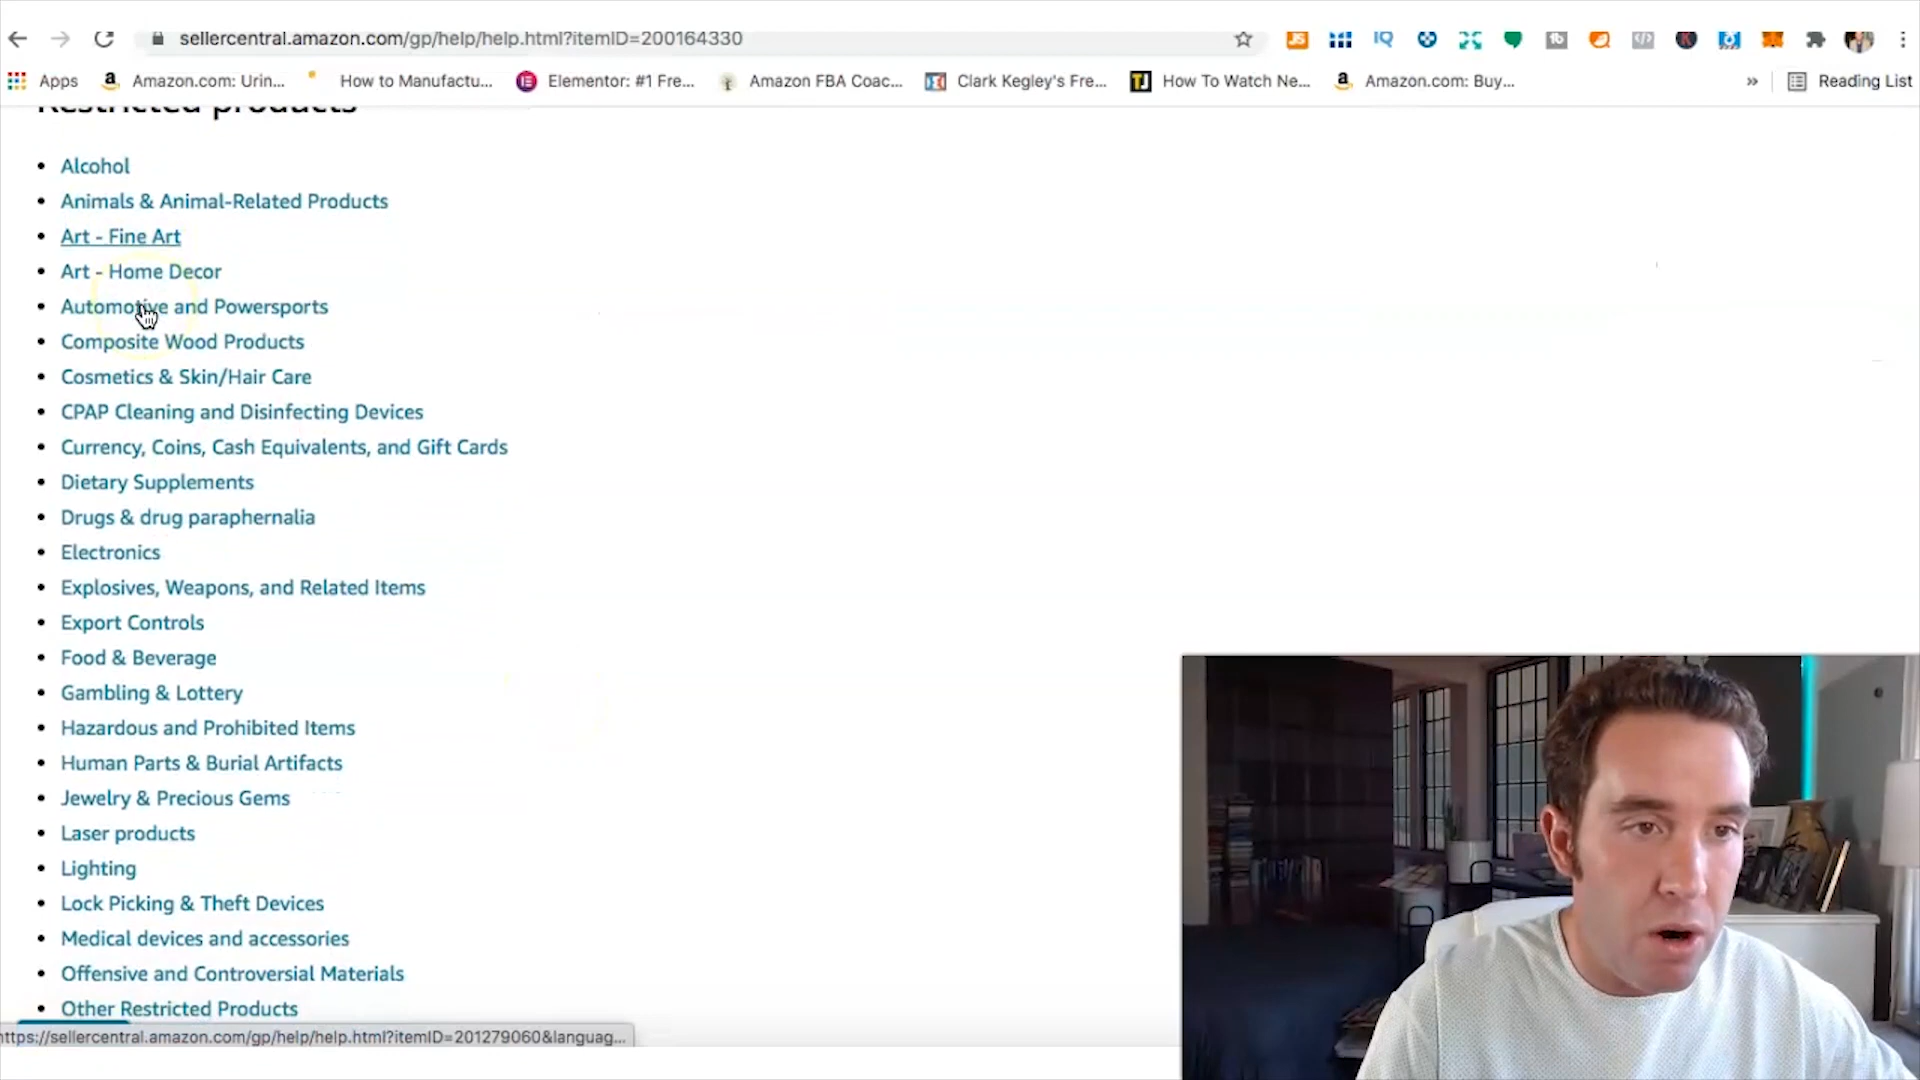 sellercentral.amazon.com/gp/help/help.html?itemID=200164330
Apps
Amazon.com: Urin...
How to Manufactu...
Elementor: #1 Fre...
Amazon FBA Coac...
Clark Kegley's Fre...
How To Watch Ne...
Amazon.com: Buy...
»
Reading List
Restricted products
• Alcohol
• Animals & Animal-Related Products
• Art - Fine Art
• Art - Home Decor
• Automotive and Powersports
• Composite Wood Products
• Cosmetics & Skin/Hair Care
• CPAP Cleaning and Disinfecting Devices
• Currency, Coins, Cash Equivalents, and Gift Cards
• Dietary Supplements
• Drugs & drug paraphernalia
• Electronics
• Explosives, Weapons, and Related Items
• Export Controls
• Food & Beverage
• Gambling & Lottery
• Hazardous and Prohibited Items
• Human Parts & Burial Artifacts
• Jewelry & Precious Gems
• Laser products
• Lighting
• Lock Picking & Theft Devices
• Medical devices and accessories
• Offensive and Controversial Materials
• Other Restricted Products
https://sellercentral.amazon.com/gp/help/help.html?itemID=201279060&languag...